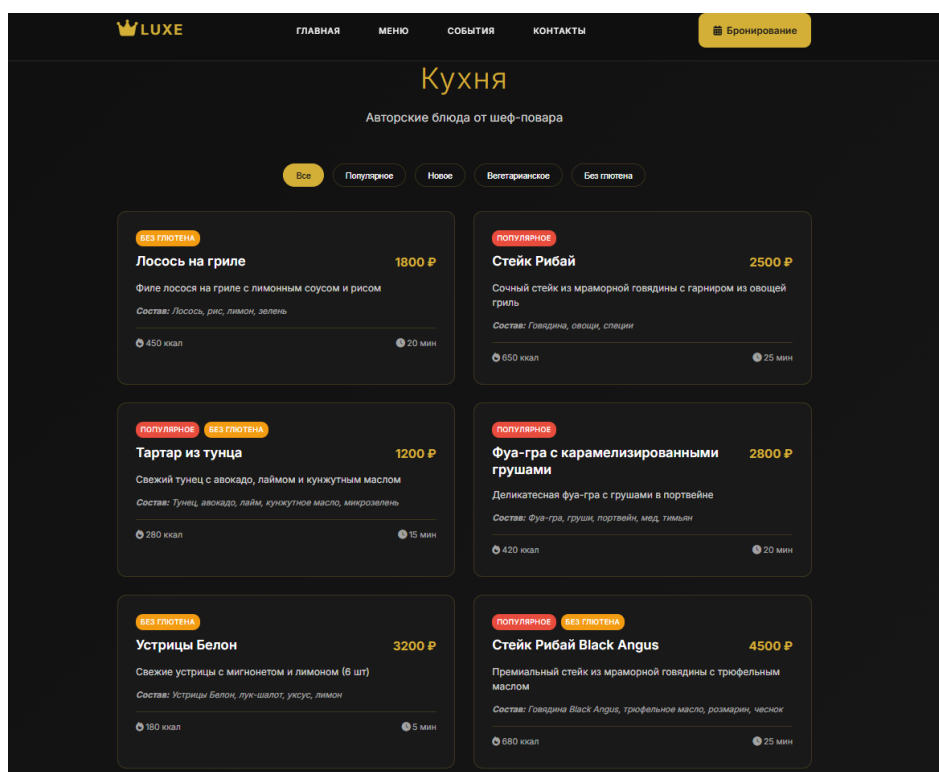 LUXE
ГЛАВНАЯ МЕНЮ СОБЫТИЯ КОНТАКТЫ
Бронирование
Кухня
Авторские блюда от шеф-повара
Все Популярное Новое Вегетарианское Без глютена
БЕЗ ГЛЮТЕНА
Лосось на гриле 1800 ₽
Филе лосося на гриле с лимонным соусом и рисом
Состав: Лосось, рис, лимон, зелень
450 ккал 20 мин
ПОПУЛЯРНОЕ
Стейк Рибай 2500 ₽
Сочный стейк из мраморной говядины с гарниром из овощей
гриль
Состав: Говядина, овощи, специи
650 ккал 25 мин
ПОПУЛЯРНОЕ БЕЗ ГЛЮТЕНА
Тартар из тунца 1200 ₽
Свежий тунец с авокадо, лаймом и кунжутным маслом
Состав: Тунец, авокадо, лайм, кунжутное масло, микрозелень
280 ккал 15 мин
ПОПУЛЯРНОЕ
Фуа-гра с карамелизированными 2800 ₽
грушами
Деликатесная фуа-гра с грушами в портвейне
Состав: Фуа-гра, груши, портвейн, мед, тимьян
420 ккал 20 мин
БЕЗ ГЛЮТЕНА
Устрицы Белон 3200 ₽
Свежие устрицы с мигнонетом и лимоном (6 шт)
Состав: Устрицы Белон, лук-шалот, уксус, лимон
180 ккал 5 мин
ПОПУЛЯРНОЕ БЕЗ ГЛЮТЕНА
Стейк Рибай Black Angus 4500 ₽
Премиальный стейк из мраморной говядины с трюфельным
маслом
Состав: Говядина Black Angus, трюфельное масло, розмарин, чеснок
680 ккал 25 мин